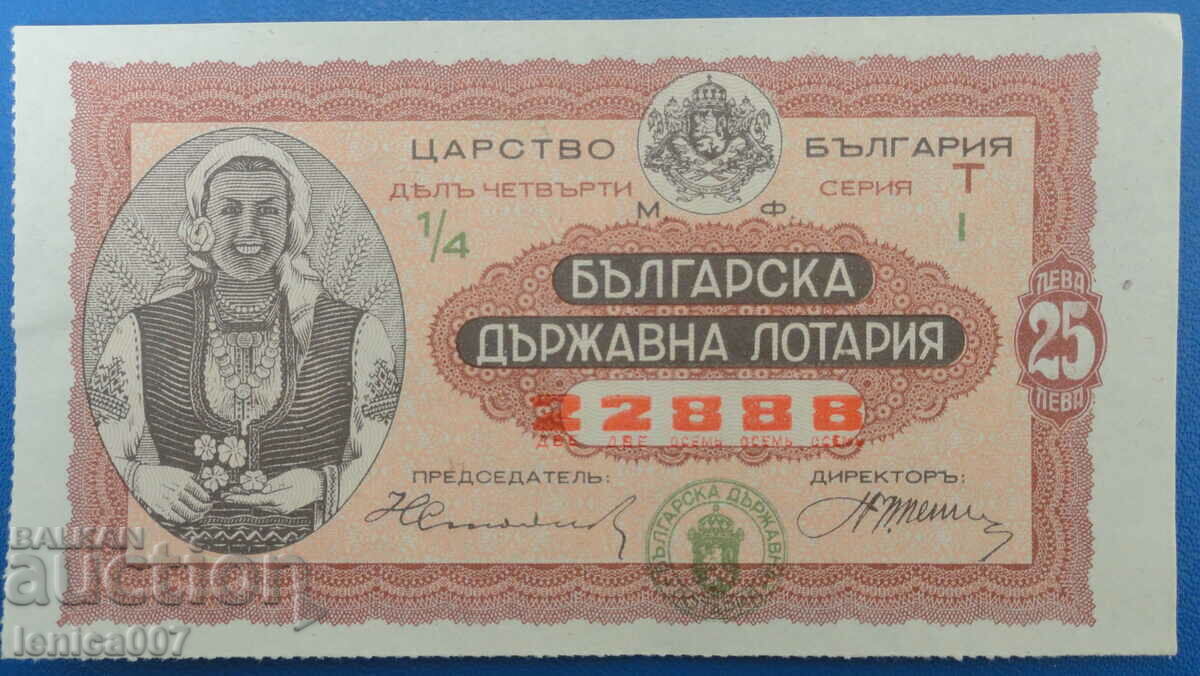 ЦАРСТВО БЪЛГАРИЯ
ДѢЛЪ ЧЕТВЪРТИ СЕРИЯ Т
1/4 М. Ф. I
БЪЛГАРСКА
ДЪРЖАВНА ЛОТАРИЯ
ЛЕВА
25
ЛЕВА
22888
ДВЕ ДВЕ ОСЕМЬ ОСЕМЬ ОСЕМЬ
ПРЕДСЕДАТЕЛЬ: ДИРЕКТОРЪ:
БЪЛГАРСКА ДЪРЖАВНА
BALKAN
auction
lenica007